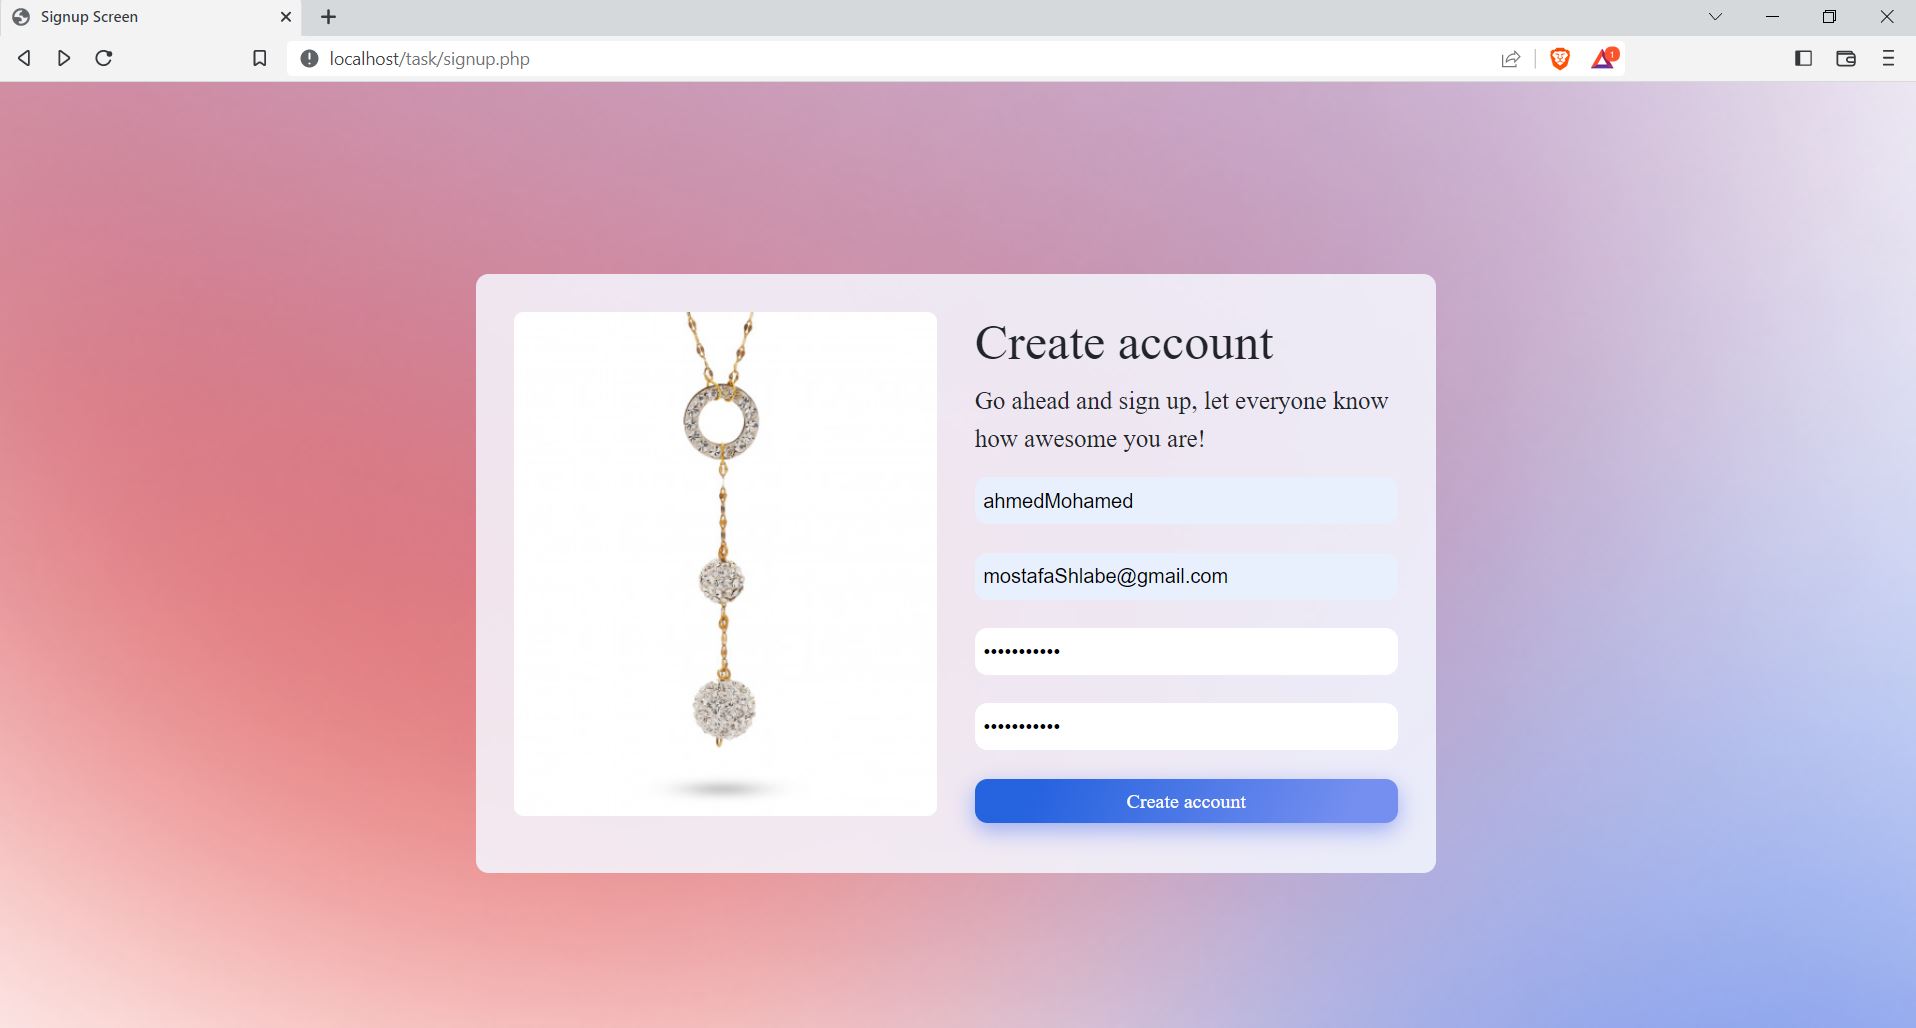 Signup Screen
localhost/task/signup.php
1
Create account
Go ahead and sign up, let everyone know
how awesome you are!
ahmedMohamed
mostafaShlabe@gmail.com
•••••••••••
•••••••••••
Create account